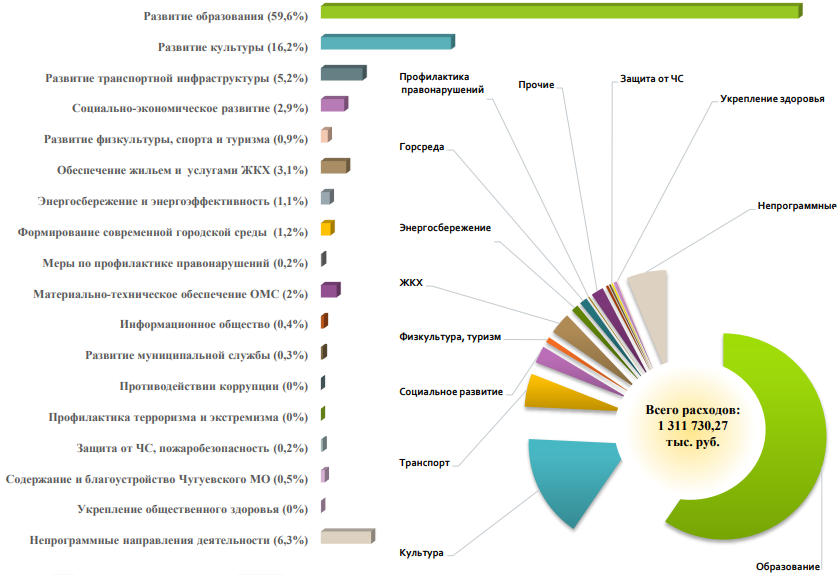 Развитие образования (59,6%)
Развитие культуры (16,2%)
Развитие транспортной инфраструктуры (5,2%)
Социально-экономическое развитие (2,9%)
Развитие физкультуры, спорта и туризма (0,9%)
Обеспечение жильем и услугами ЖКХ (3,1%)
Энергосбережение и энергоэффективность (1,1%)
Формирование современной городской среды (1,2%)
Меры по профилактике правонарушений (0,2%)
Материально-техническое обеспечение ОМС (2%)
Информационное общество (0,4%)
Развитие муниципальной службы (0,3%)
Противодействии коррупции (0%)
Профилактика терроризма и экстремизма (0%)
Защита от ЧС, пожаробезопасность (0,2%)
Содержание и благоустройство Чугуевского МО (0,5%)
Укрепление общественного здоровья (0%)
Непрограммные направления деятельности (6,3%)
Профилактика
правонарушений
Прочие
Защита от ЧС
Укрепление здоровья
Горсреда
Непрограммные
Энергосбережение
ЖКХ
Физкультура, туризм
Социальное развитие
Транспорт
Культура
Образование
Всего расходов:
1 311 730,27
тыс. руб.